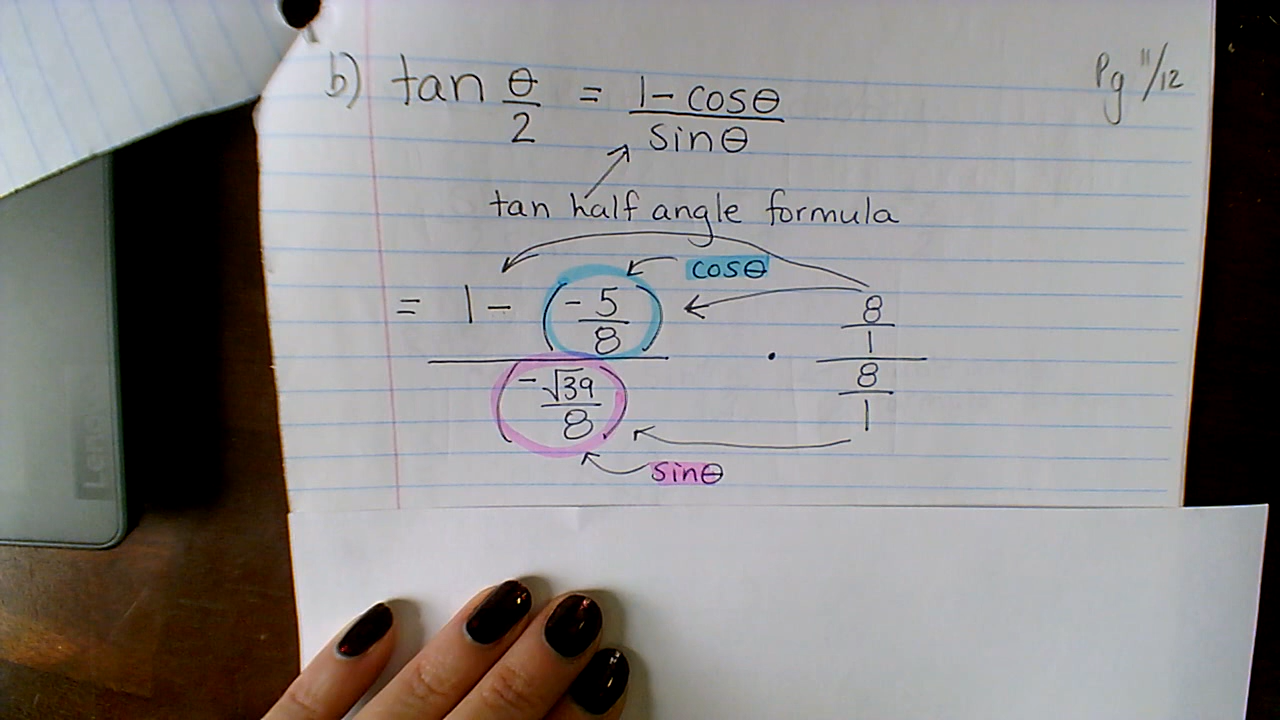 b) tan θ/2 = 1 - cosθ / sinθ
Pg 11/12
tan half angle formula
cosθ
= 1 - (-5/8) / (-√39/8) · 8/1 / 8/1
sinθ
Leno